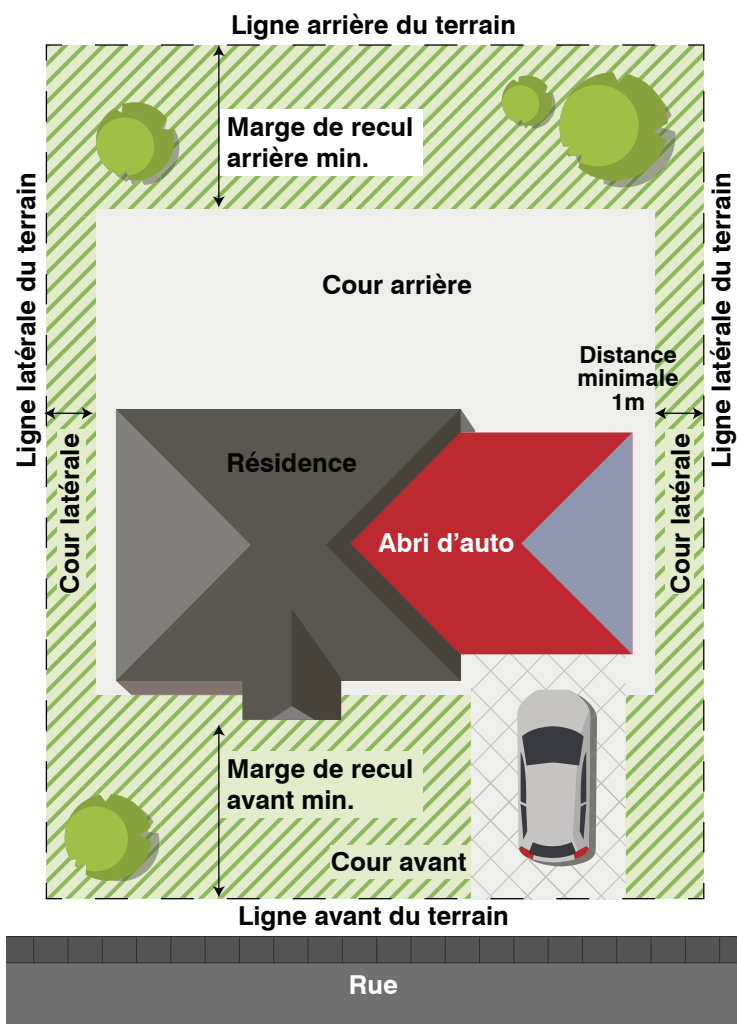 Ligne arrière du terrain
Marge de recul
arrière min.
Ligne latérale du terrain
Ligne latérale du terrain
Cour arrière
Distance
minimale
1m
Résidence
Cour latérale
Cour latérale
Abri d’auto
Marge de recul
avant min.
Cour avant
Ligne avant du terrain
Rue